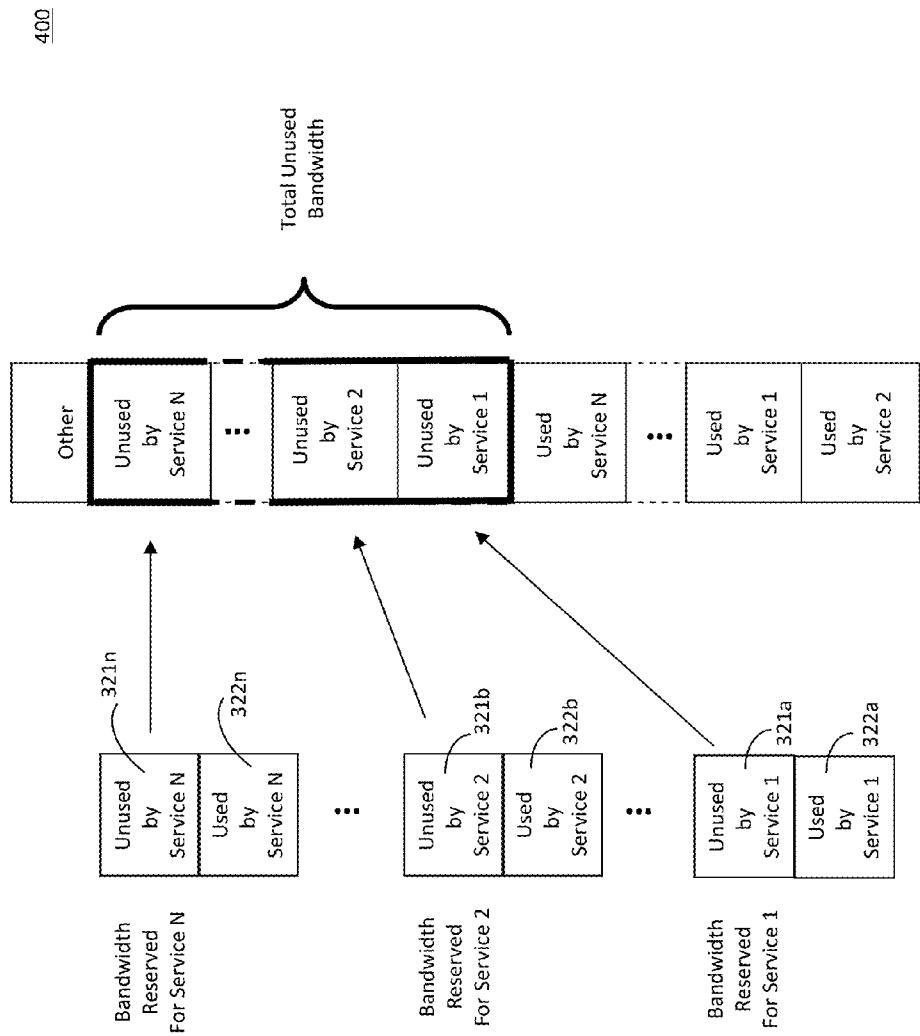 400
Total Unused
Bandwidth
Other
Unused
by
Service N
...
Unused
by
Service 2
Unused
by
Service 1
Used
by
Service N
...
Used
by
Service 1
Used
by
Service 2
321n
322n
Unused
by
Service N
Used
by
Service N
...
321b
322b
Unused
by
Service 2
Used
by
Service 2
...
321a
322a
Unused
by
Service 1
Used
by
Service 1
Bandwidth
Reserved
For Service N
Bandwidth
Reserved
For Service 2
Bandwidth
Reserved
For Service 1